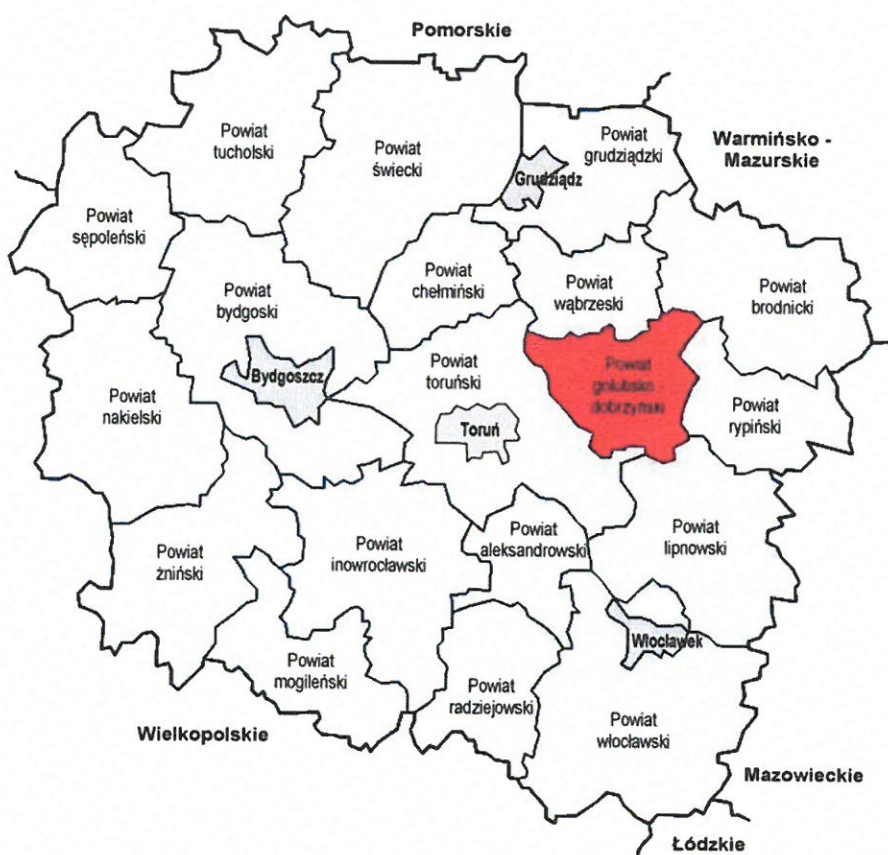 Pomorskie
Powiat
tucholski
Powiat
świecki
Powiat
grudziądzki
Warmińsko -
Mazurskie
Grudziądz
Powiat
sępoleński
Powiat
chełmiński
Powiat
wąbrzeski
Powiat
brodnicki
Powiat
bydgoski
Bydgoszcz
Powiat
toruński
Powiat
golubsko -
dobrzyński
Powiat
nakielski
Toruń
Powiat
rypiński
Powiat
żniński
Powiat
inowrocławski
Powiat
aleksandrowski
Powiat
lipnowski
Włocławek
Powiat
mogileński
Powiat
radziejowski
Powiat
włocławski
Wielkopolskie
Mazowieckie
Łódzkie